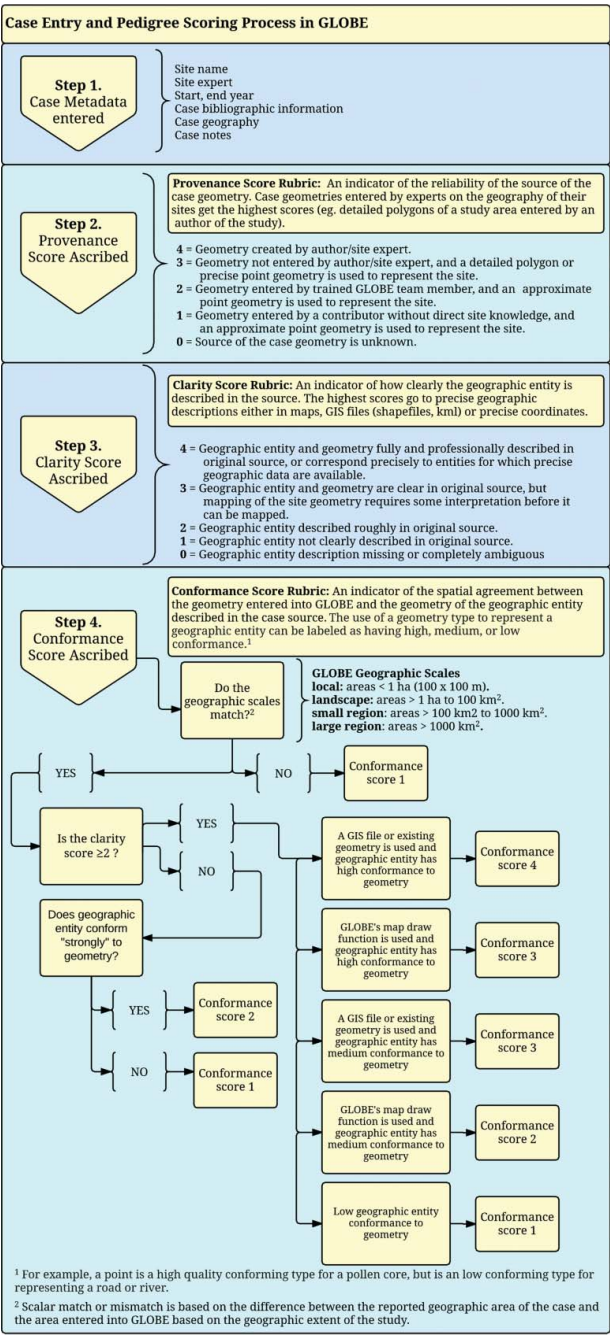 Case Entry and Pedigree Scoring Process in GLOBE
Step 1.
Case Metadata
entered
Site name
Site expert
Start, end year
Case bibliographic information
Case geography
Case notes
Step 2.
Provenance
Score Ascribed
Provenance Score Rubric: An indicator of the reliability of the source of the
case geometry. Case geometries entered by experts on the geography of their
sites get the highest scores (eg. detailed polygons of a study area entered by an
author of the study).
4 = Geometry created by author/site expert.
3 = Geometry not entered by author/site expert, and a detailed polygon or
precise point geometry is used to represent the site.
2 = Geometry entered by trained GLOBE team member, and an approximate
point geometry is used to represent the site.
1 = Geometry entered by a contributor without direct site knowledge, and
an approximate point geometry is used to represent the site.
0 = Source of the case geometry is unknown.
Step 3.
Clarity Score
Ascribed
Clarity Score Rubric: An indicator of how clearly the geographic entity is
described in the source. The highest scores go to precise geographic
descriptions either in maps, GIS files (shapefiles, kml) or precise coordinates.
4 = Geographic entity and geometry fully and professionally described in
original source, or correspond precisely to entities for which precise
geographic data are available.
3 = Geographic entity and geometry are clear in original source, but
mapping of the site geometry requires some interpretation before it
can be mapped.
2 = Geographic entity described roughly in original source.
1 = Geographic entity not clearly described in original source.
0 = Geographic entity description missing or completely ambiguous
Step 4.
Conformance
Score Ascribed
Conformance Score Rubric: An indicator of the spatial agreement between
the geometry entered into GLOBE and the geometry of the geographic entity
described in the case source. The use of a geometry type to represent a
geographic entity can be labeled as having high, medium, or low
conformance.¹
Do the
geographic scales
match?²
GLOBE Geographic Scales
local: areas < 1 ha (100 x 100 m).
landscape: areas > 1 ha to 100 km².
small region: areas > 100 km2 to 1000 km².
large region: areas > 1000 km².
YES
NO
Conformance
score 1
Is the clarity
score ≥2 ?
YES
NO
Does geographic
entity conform
"strongly" to
geometry?
YES
Conformance
score 2
NO
Conformance
score 1
A GIS file or existing
geometry is used and
geographic entity has
high conformance to
geometry
Conformance
score 4
GLOBE's map draw
function is used and
geographic entity has
high conformance to
geometry
Conformance
score 3
A GIS file or existing
geometry is used and
geographic entity has
medium conformance to
geometry
Conformance
score 3
GLOBE's map draw
function is used and
geographic entity has
medium conformance to
geometry
Conformance
score 2
Low geographic entity
conformance to
geometry
Conformance
score 1
¹ For example, a point is a high quality conforming type for a pollen core, but is an low conforming type for
representing a road or river.
² Scalar match or mismatch is based on the difference between the reported geographic area of the case and
the area entered into GLOBE based on the geographic extent of the study.